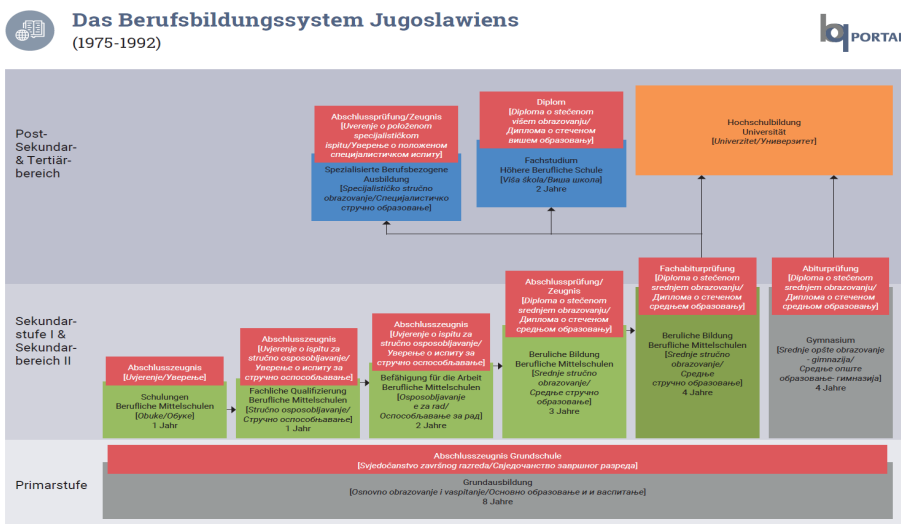 Das Berufsbildungssystem Jugoslawiens
(1975-1992)
bq PORTAL
Post-
Sekundar-
& Tertiär-
bereich
Abschlussprüfung/Zeugnis
[Uverenje o položenom
specijalističkom
ispitu/Уверење о положеном
специјалистичком испиту]
Spezialisierte Berufsbezogene
Ausbildung
[Specijalističko stručno
obrazovanje/Специјалистичко
стручно образовање]
Diplom
[Diploma o stečenom
višem obrazovanju/
Диплома о стеченом
вишем образовању]
Fachstudium
Höhere Berufliche Schule
[Viša škola/Виша школа]
2 Jahre
Hochschulbildung
Universität
[Univerzitet/Универзитет]
Sekundar-
stufe I &
Sekundar-
bereich II
Abschlusszeugnis
[Uvjerenje/Уверење]
Schulungen
Berufliche Mittelschulen
[Obuke/Обуке]
1 Jahr
Abschlusszeugnis
[Uvjerenje o ispitu za
stručno osposobljavanje/
Уверење о испиту за
стручно оспособљавање]
Fachliche Qualifizierung
Berufliche Mittelschulen
[Stručno osposobljavanje/
Стручно оспособљавање]
1 Jahr
Abschlusszeugnis
[Uvjerenje o ispitu za
stručno osposobljavanje/
Уверење о испиту за
стручно оспособљавање]
Befähigung für die Arbeit
Berufliche Mittelschulen
[Osposobljavanje
e za rad/
Оспособљавање за рад]
2 Jahre
Abschlussprüfung/
Zeugnis
[Diploma o stečenom
srednjem obrazovanju/
Диплома о стеченом
средњом образовању]
Beruliche Bildung
Berufliche Mittelschulen
[Srednje stručno
obrazovanje/
Средње стручно
образовање]
3 Jahre
Fachabiturprüfung
[Diploma o stečenom
srednjem obrazovanju/
Диплома о стеченом
средњем образовању]
Beruliche Bildung
Berufliche Mittelschulen
[Srednje stručno
obrazovanje/
Средње
стручно образовање]
4 Jahre
Abiturprüfung
[Diploma o stečenom
srednjem obrazovanju/
Диплома о стеченом
средњем образовању]
Gymnasium
[Srednje opšte obrazovanje
- gimnazija/
Средње опште
образовање- гимназија]
4 Jahre
Primarstufe
Abschlusszeugnis Grundschule
[Svjedočanstvo završnog razreda/Сведочанство завршног разреда]
Grundausbildung
[Osnovno obrazovanje i vaspitanje/Основно образовање и и васпитање]
8 Jahre